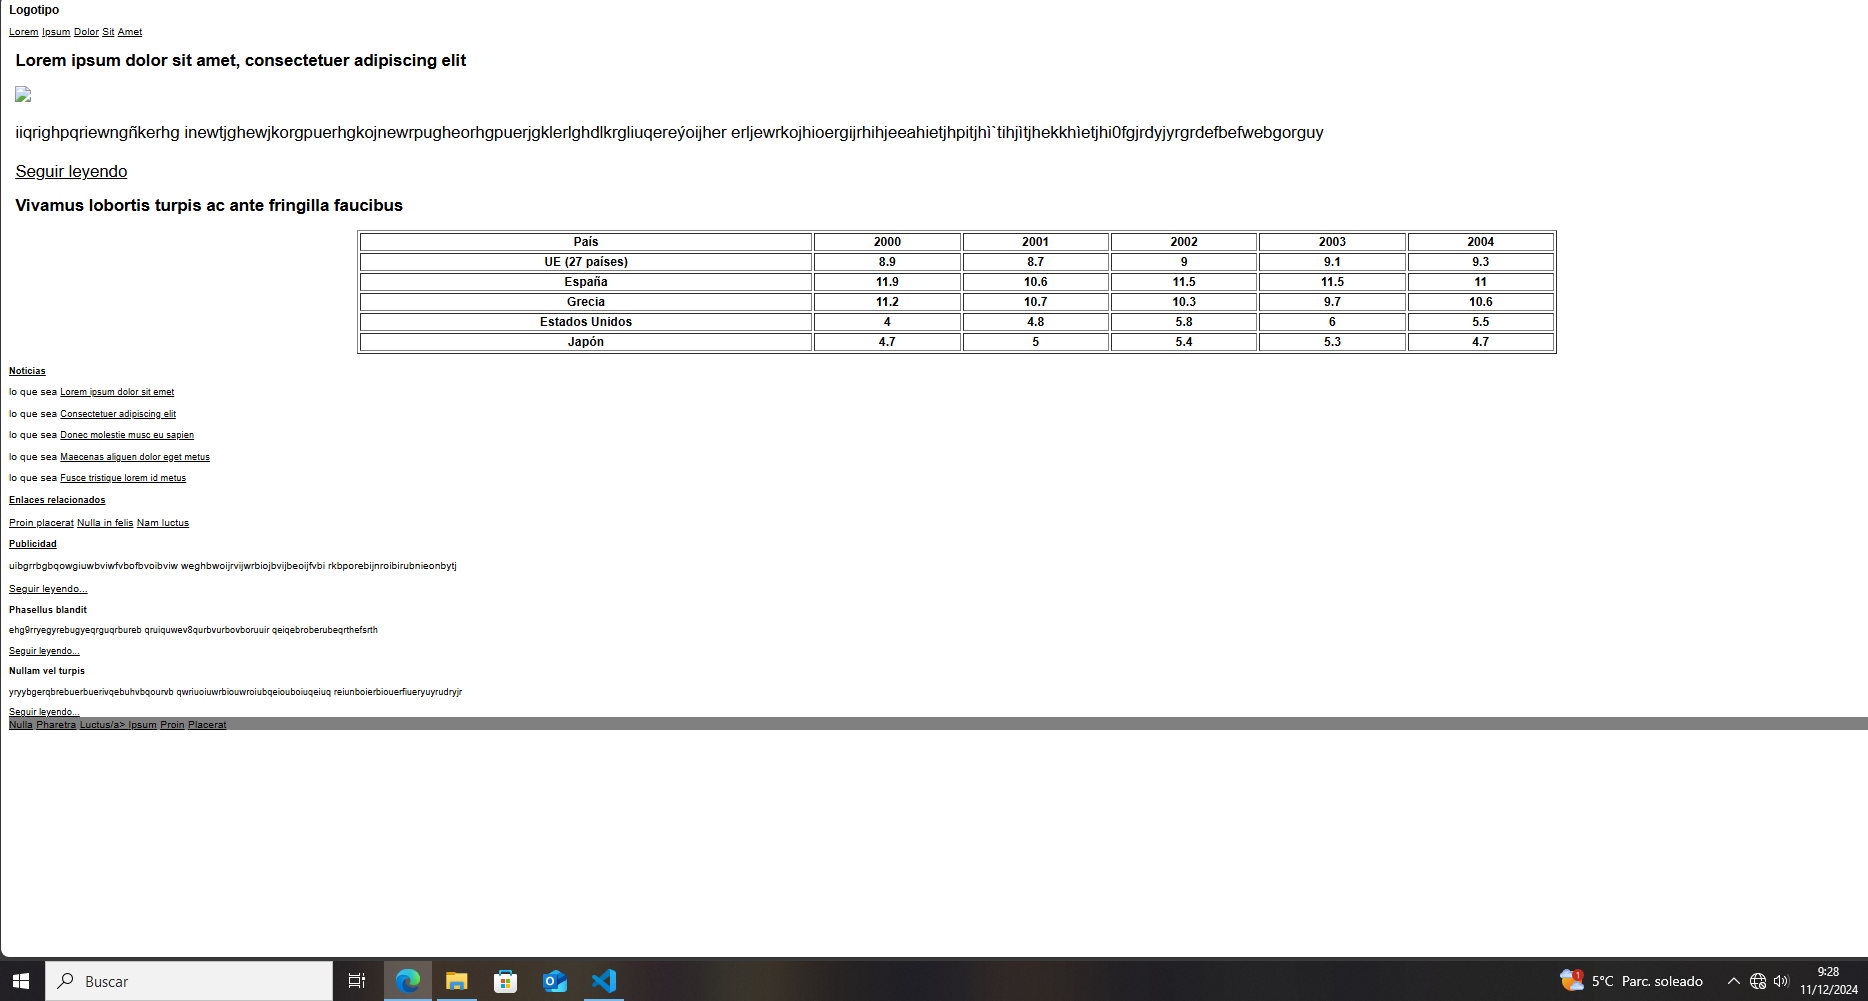 Logotipo
Lorem Ipsum Dolor Sit Amet
Lorem ipsum dolor sit amet, consectetuer adipiscing elit
iiqrighpqriewngñkerhg inewtjghewjkorgpuerhgkojnewrpugheorhgpuerjgklerlghdlkrgliuqereýoijher erljewrkojhioergijrhihjeeahietjhpitjhì`tihjìtjhekkhìetjhi0fgjrdyjyrgrdefbefwebgorguy
Seguir leyendo
Vivamus lobortis turpis ac ante fringilla faucibus
País 2000 2001 2002 2003 2004
UE (27 países) 8.9 8.7 9 9.1 9.3
España 11.9 10.6 11.5 11.5 11
Grecia 11.2 10.7 10.3 9.7 10.6
Estados Unidos 4 4.8 5.8 6 5.5
Japón 4.7 5 5.4 5.3 4.7
Noticias
lo que sea Lorem ipsum dolor sit emet
lo que sea Consectetuer adipiscing elit
lo que sea Donec molestie musc eu sapien
lo que sea Maecenas aliquen dolor eget metus
lo que sea Fusce tristique lorem id metus
Enlaces relacionados
Proin placerat Nulla in felis Nam luctus
Publicidad
uibgrrbgbqowgiuwbviwfvbofbvoibviw weghbwoijrvijwrbiojbvijbeoijfvbi rkbporebijnroibirubnieonbytj
Seguir leyendo...
Phasellus blandit
ehg9rryegyrebugyeqrguqrbureb qruiquwev8qurbvurbovboruuir qeiqebroberubeqrthefsrth
Seguir leyendo...
Nullam vel turpis
yryybgerqbrebuerbuerivqebuhvbqourvb qwriuoiuwrbiouwroiubqeiouboiuqeiuq reiunboierbiouerfiueryuyrudryjr
Seguir leyendo...
Nulla Pharetra Luctus/a> Ipsum Proin Placerat
Buscar
1
5°C Parc. soleado
9:28
11/12/2024